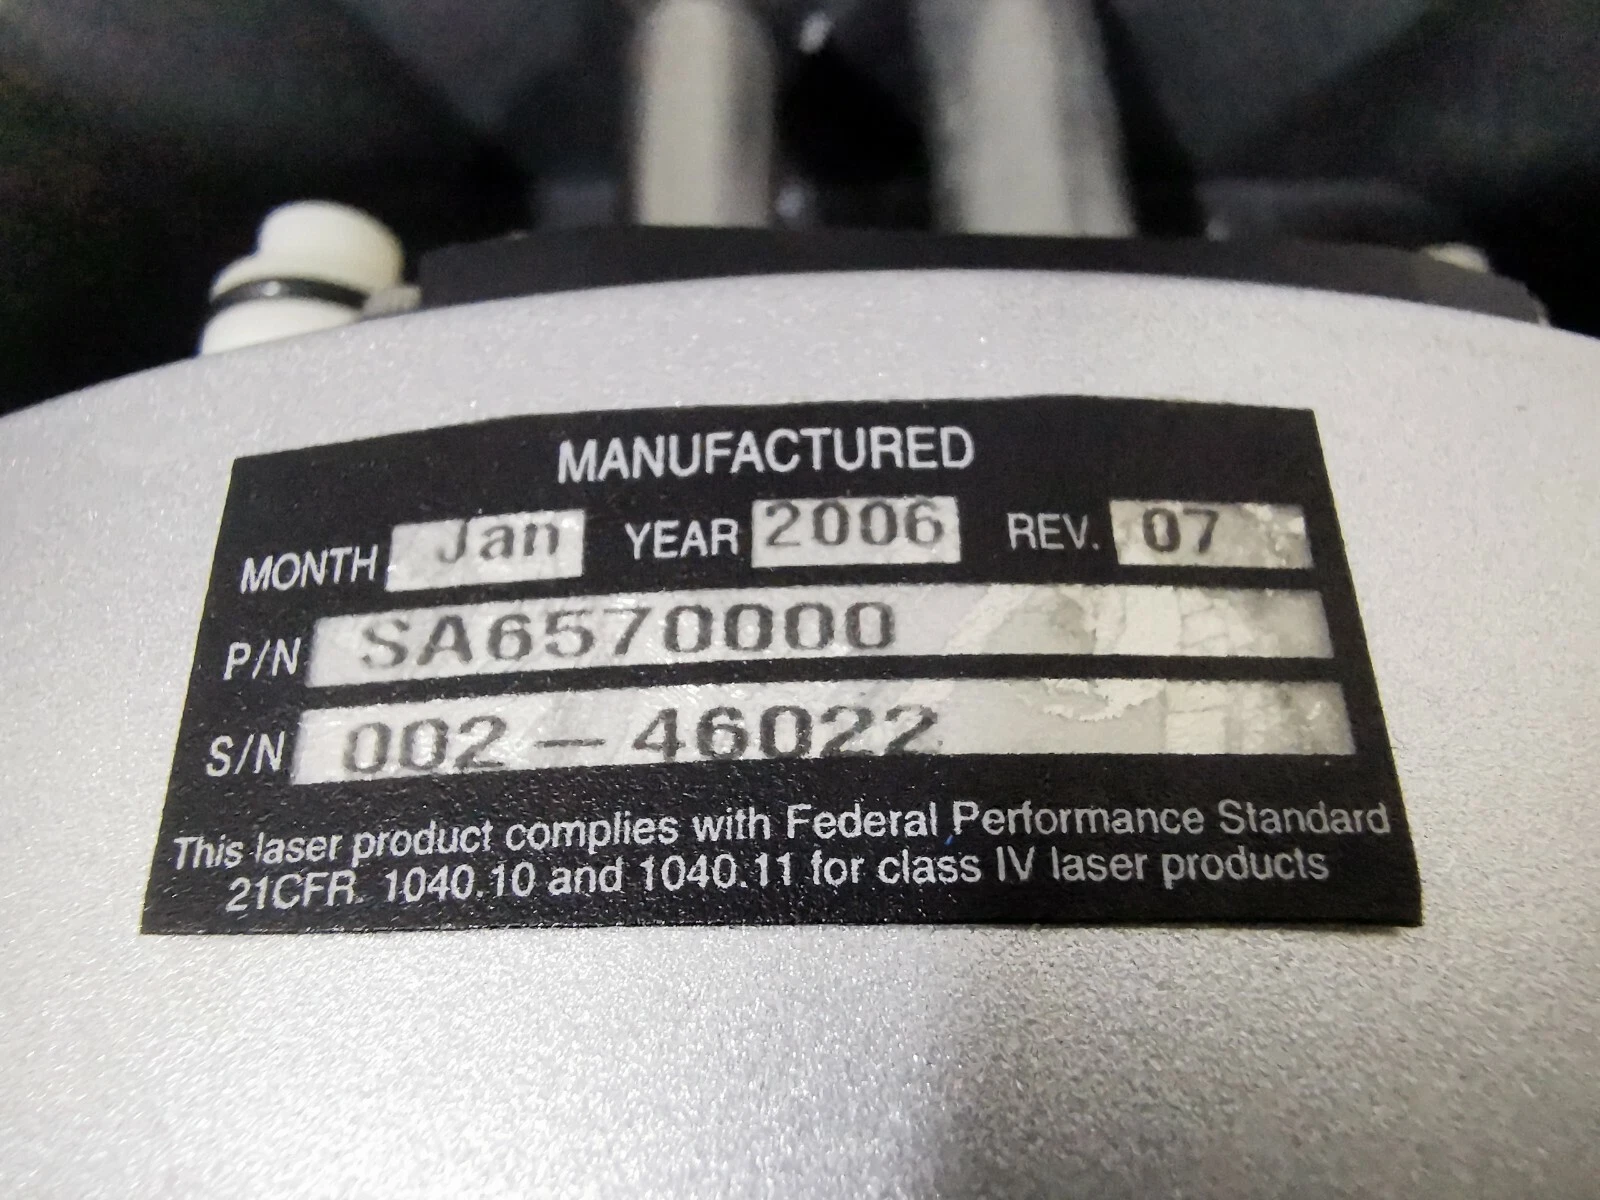 MANUFACTURED
MONTH Jan YEAR 2006 REV. 07
P/N SA6570000
S/N 002-46022
This laser product complies with Federal Performance Standard
21CFR. 1040.10 and 1040.11 for class IV laser products